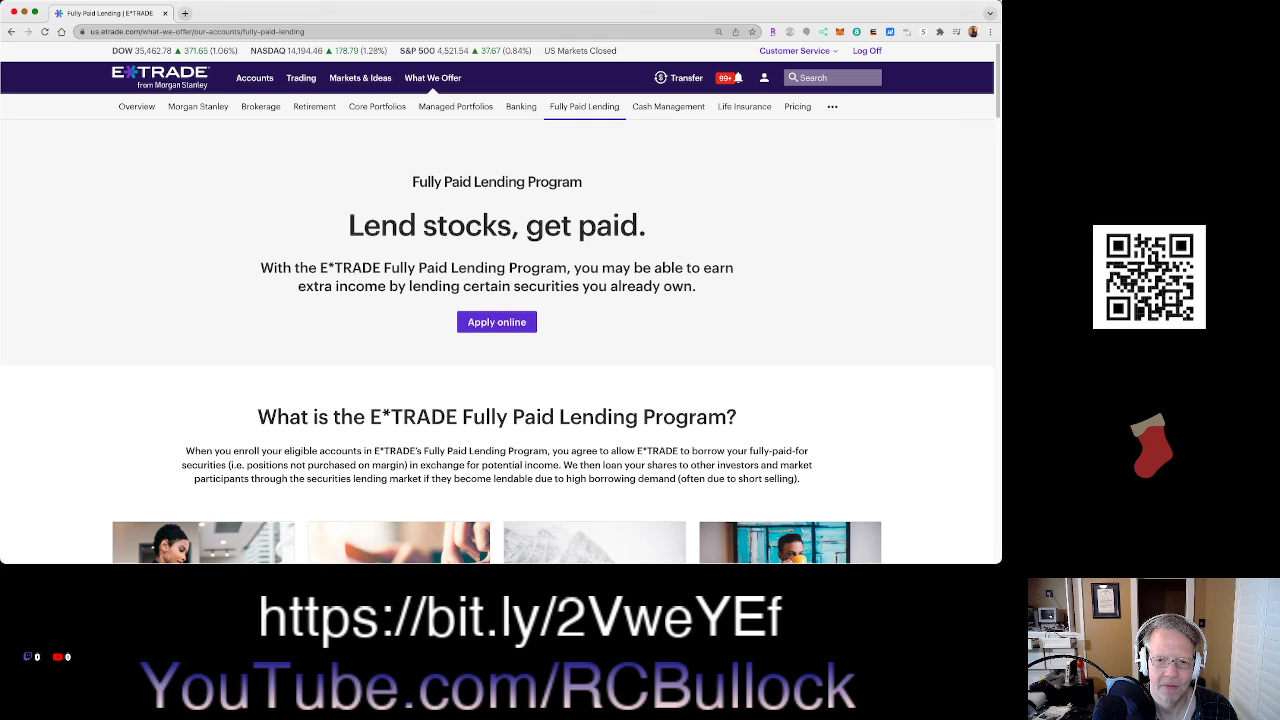 Fully Paid Lending | E*TRADE
us.etrade.com/what-we-offer/our-accounts/fully-paid-lending
DOW 35,462.78 ▲ 371.65 (1.06%) NASDAQ 14,194.46 ▲ 178.79 (1.28%) S&P 500 4,521.54 ▲ 37.67 (0.84%) US Markets Closed Customer Service Log Off
E*TRADE
from Morgan Stanley
Accounts Trading Markets & Ideas What We Offer Transfer 99+ Search
Overview Morgan Stanley Brokerage Retirement Core Portfolios Managed Portfolios Banking Fully Paid Lending Cash Management Life Insurance Pricing •••
Fully Paid Lending Program
Lend stocks, get paid.
With the E*TRADE Fully Paid Lending Program, you may be able to earn
extra income by lending certain securities you already own.
Apply online
What is the E*TRADE Fully Paid Lending Program?
When you enroll your eligible accounts in E*TRADE's Fully Paid Lending Program, you agree to allow E*TRADE to borrow your fully-paid-for
securities (i.e. positions not purchased on margin) in exchange for potential income. We then loan your shares to other investors and market
participants through the securities lending market if they become lendable due to high borrowing demand (often due to short selling).
https://bit.ly/2VweYEf
0 0
YouTube.com/RCBullock